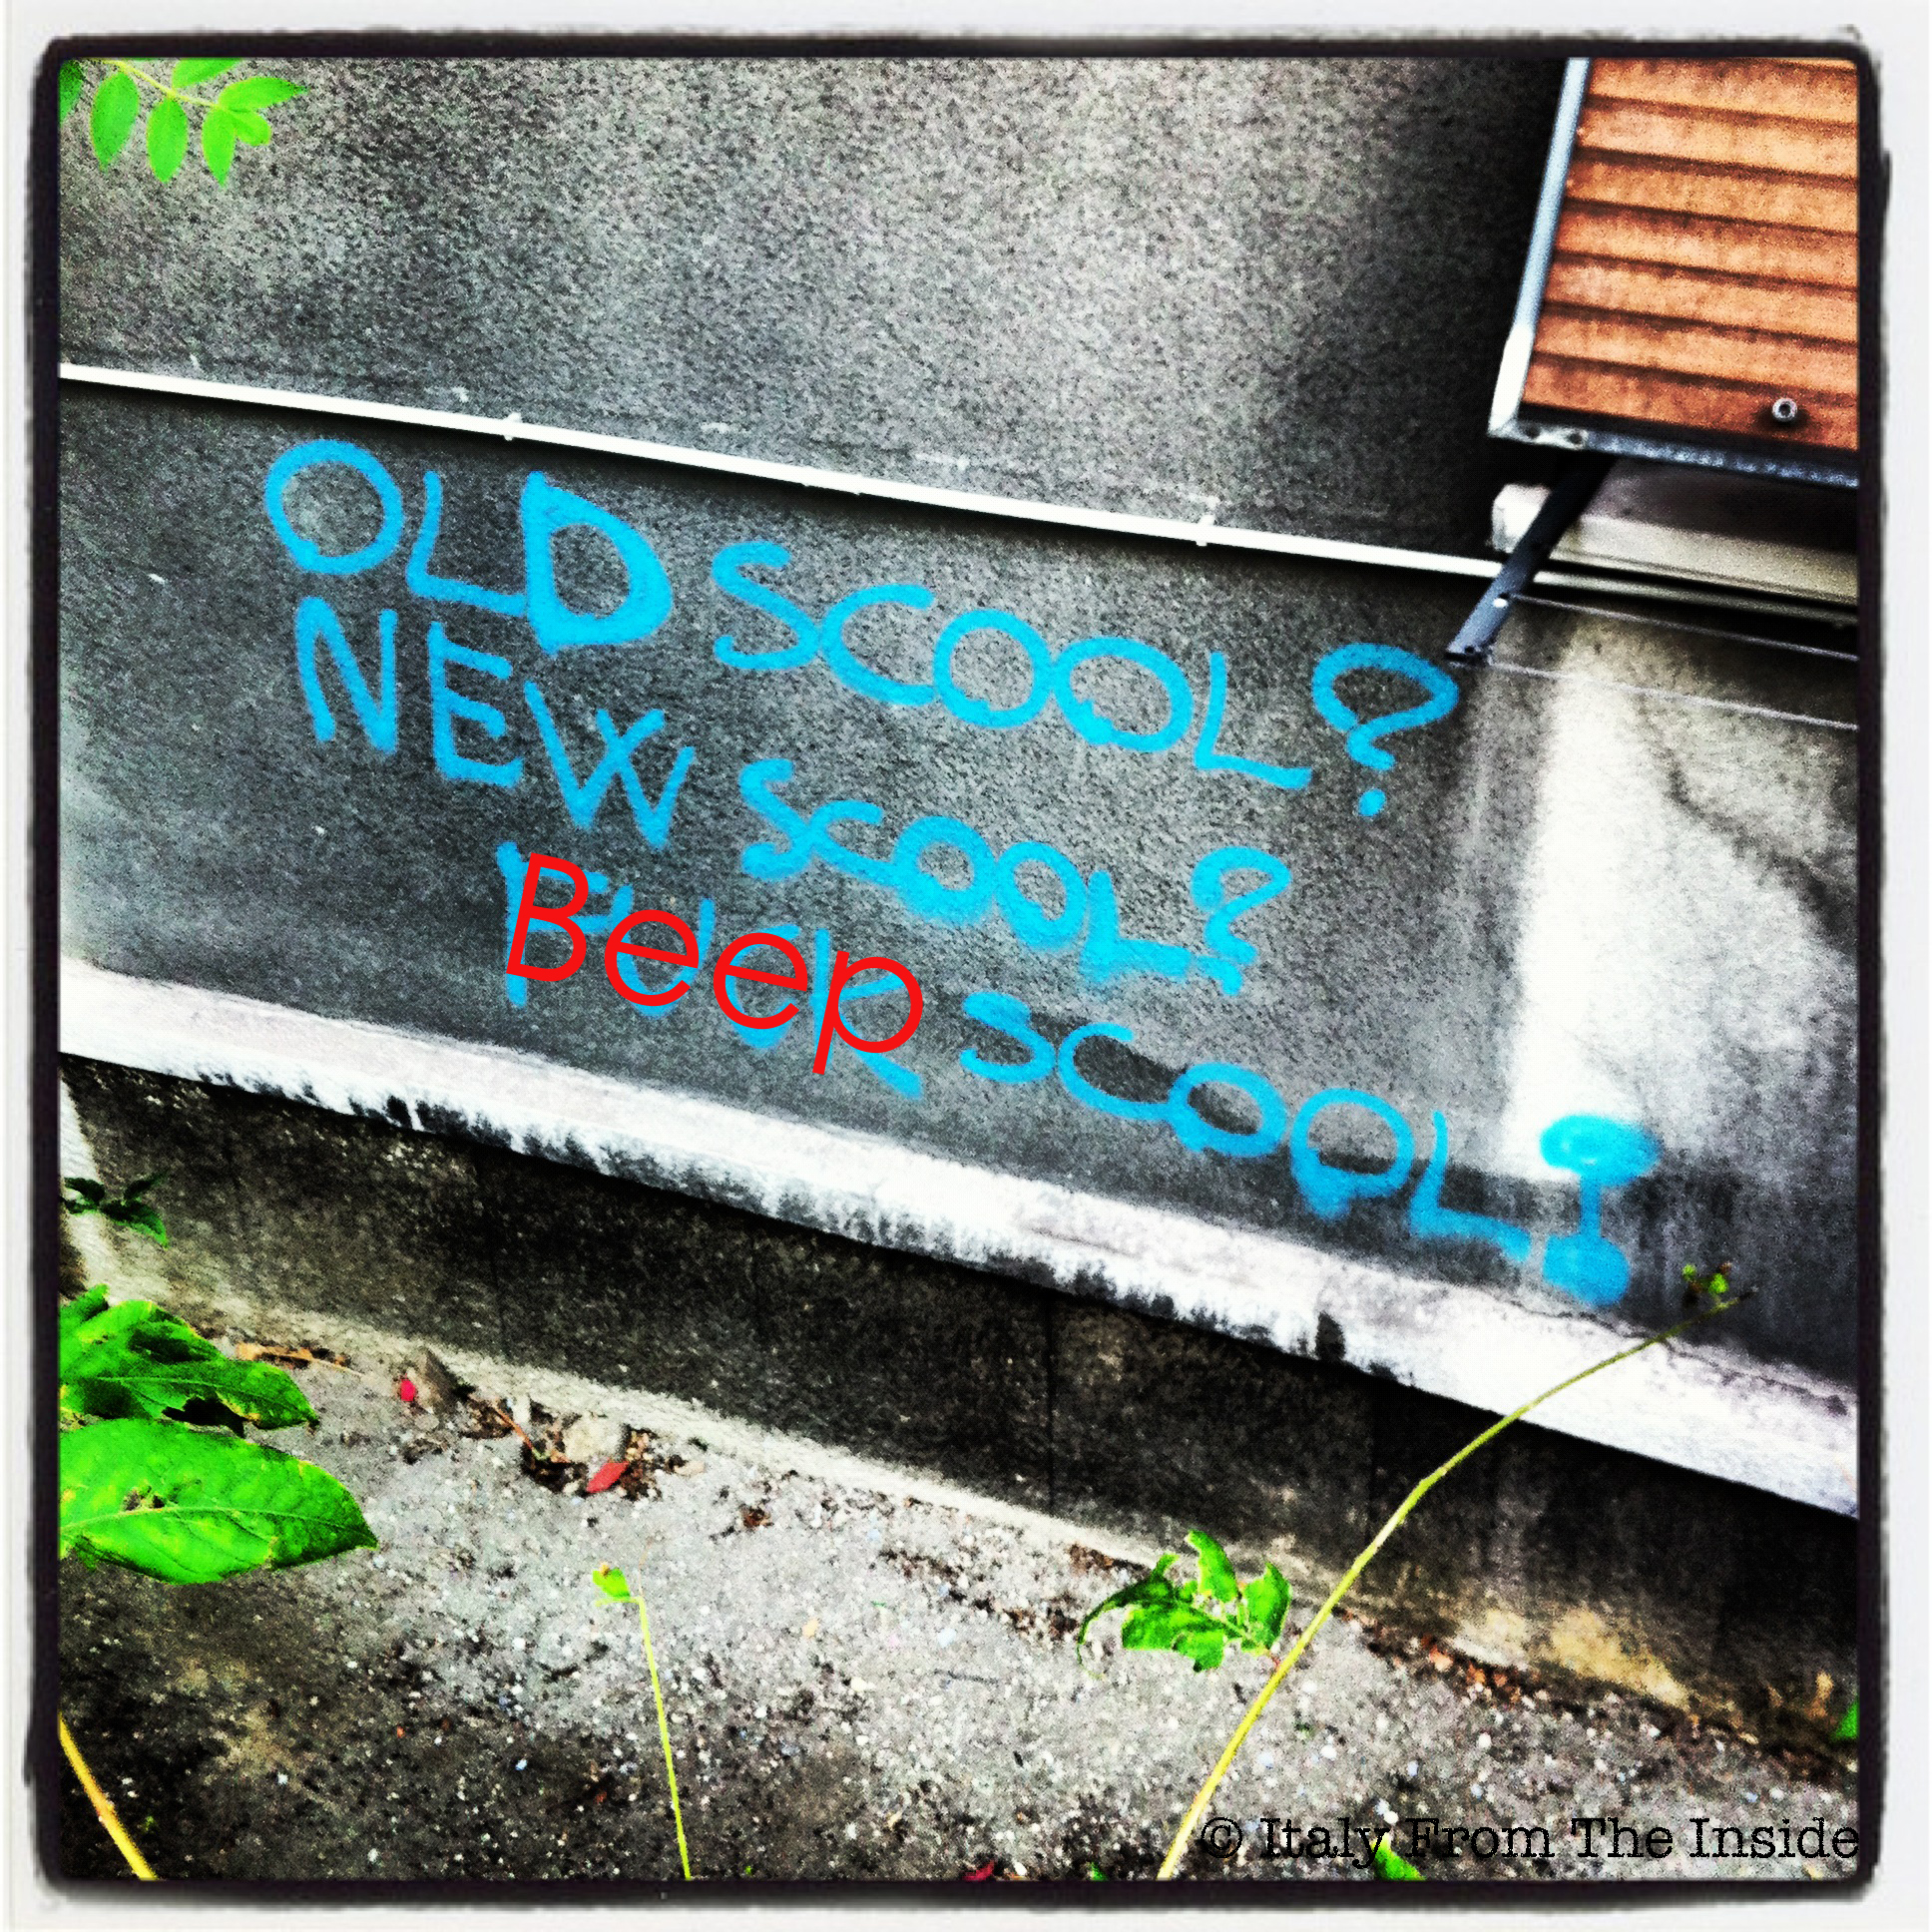 OLD SCOOL?
NEW SCOOL?
Beep SCOOL!
© Italy From The Inside